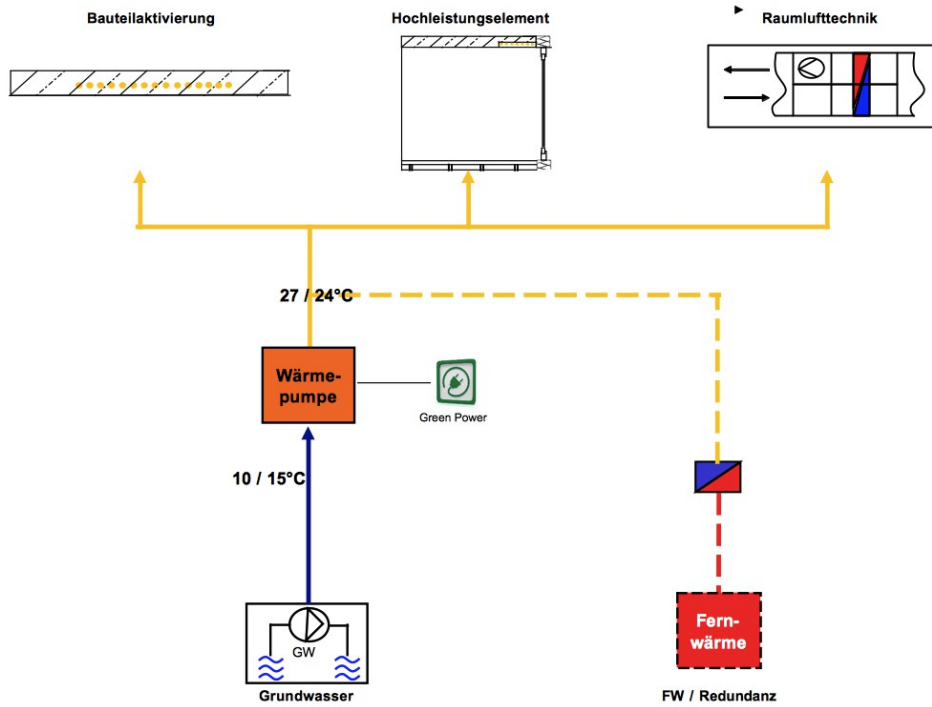 Bauteilaktivierung
Hochleistungselement
Raumlufttechnik
27 / 24°C
Wärme-
pumpe
Green Power
10 / 15°C
Fern-
wärme
GW
Grundwasser
FW / Redundanz